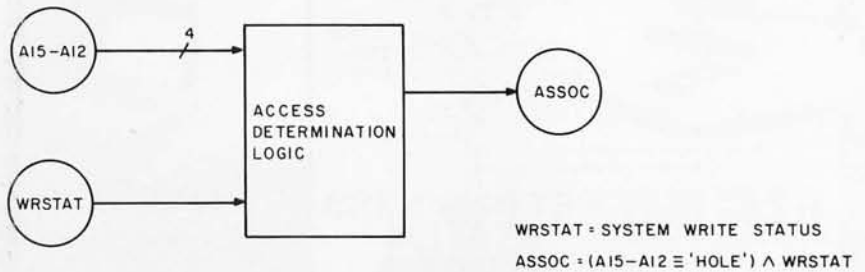 A15-A12
4
ACCESS
DETERMINATION
LOGIC
ASSOC
WRSTAT
WRSTAT = SYSTEM WRITE STATUS
ASSOC = (A15-A12 ≡ 'HOLE') ∧ WRSTAT